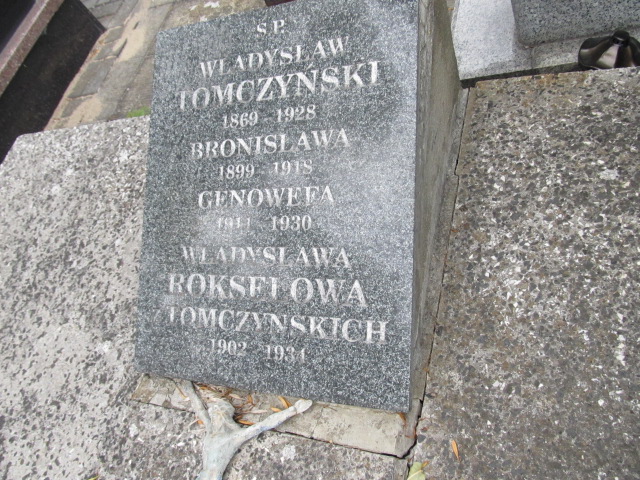 Ś.P.
WŁADYSŁAW
TOMCZYŃSKI
1869 - 1928
BRONISŁAWA
1899 - 1918
GENOWEFA
1911 - 1930
WŁADYSŁAWA
ROKSELOWA
Z TOMCZYŃSKICH
1902 - 1934